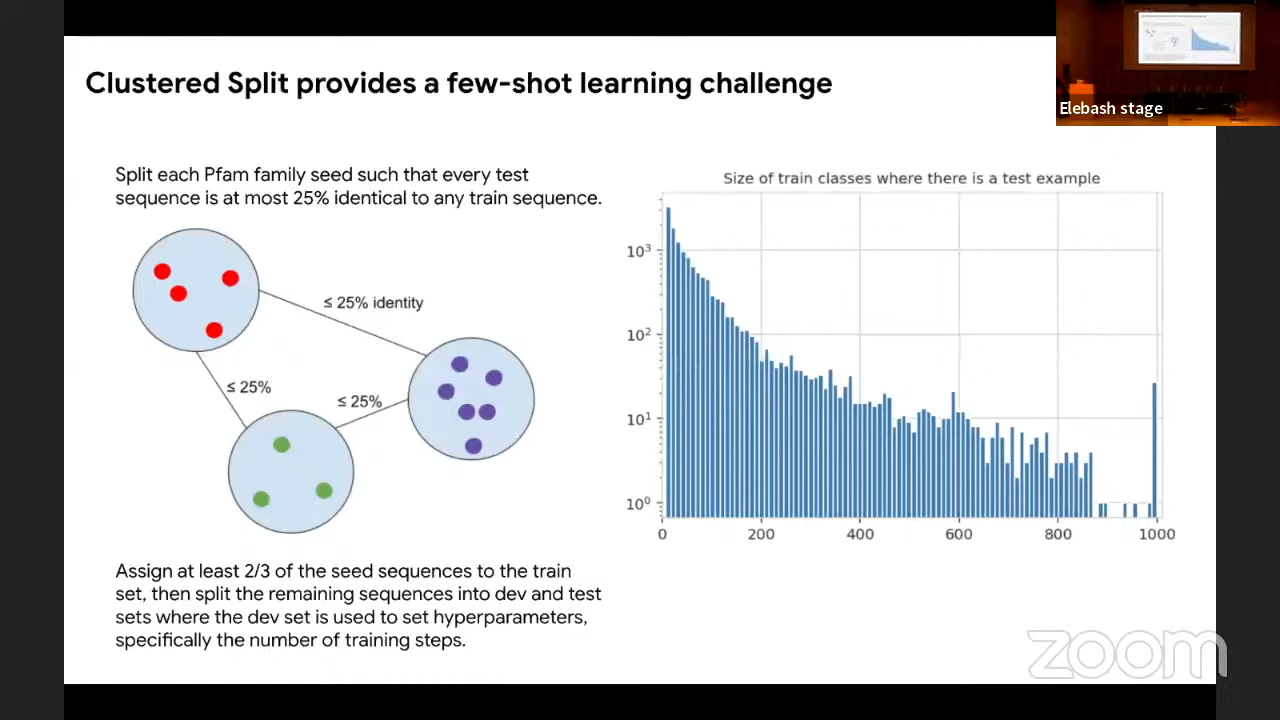 Clustered Split provides a few-shot learning challenge
Elebash stage
Split each Pfam family seed such that every test
sequence is at most 25% identical to any train sequence.
≤ 25% identity
≤ 25%
≤ 25%
Assign at least 2/3 of the seed sequences to the train
set, then split the remaining sequences into dev and test
sets where the dev set is used to set hyperparameters,
specifically the number of training steps.
Size of train classes where there is a test example
10³
10²
10¹
10⁰
0 200 400 600 800 1000
zoom